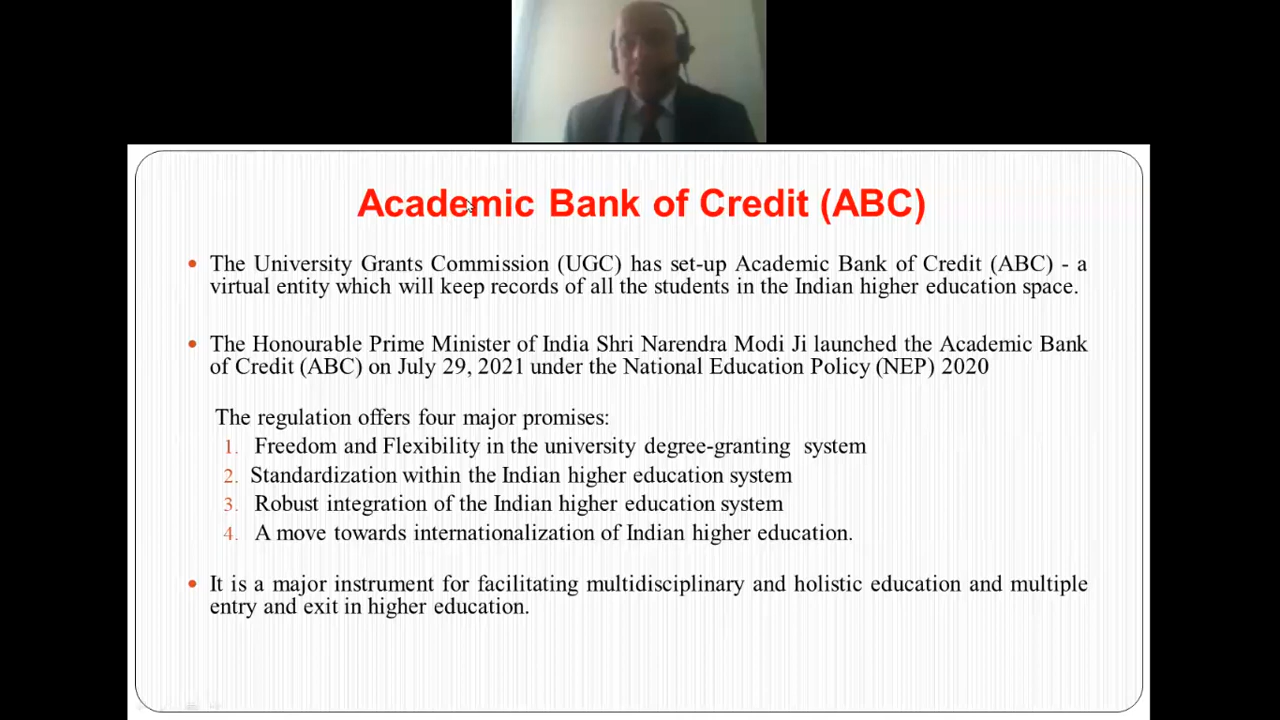 Academic Bank of Credit (ABC)
• The University Grants Commission (UGC) has set-up Academic Bank of Credit (ABC) - a
virtual entity which will keep records of all the students in the Indian higher education space.
• The Honourable Prime Minister of India Shri Narendra Modi Ji launched the Academic Bank
of Credit (ABC) on July 29, 2021 under the National Education Policy (NEP) 2020
The regulation offers four major promises:
1. Freedom and Flexibility in the university degree-granting system
2. Standardization within the Indian higher education system
3. Robust integration of the Indian higher education system
4. A move towards internationalization of Indian higher education.
• It is a major instrument for facilitating multidisciplinary and holistic education and multiple
entry and exit in higher education.